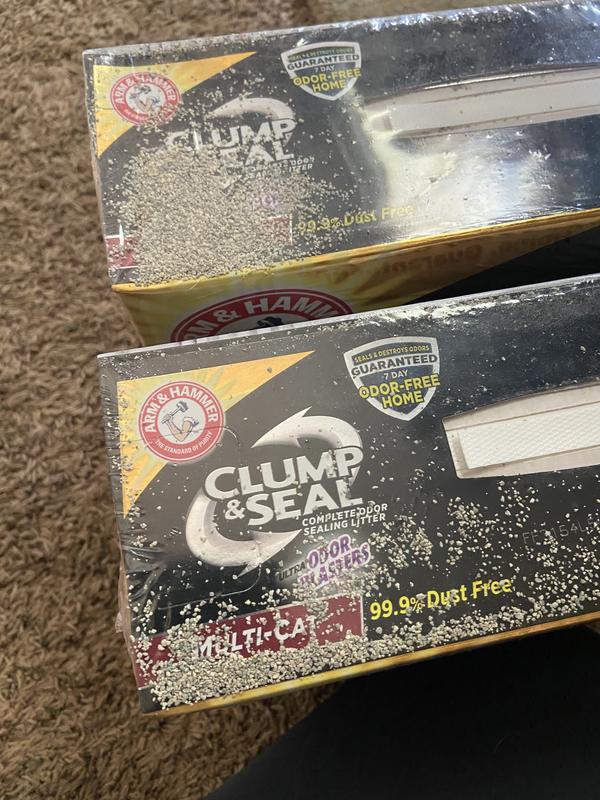 ARM & HAMMER
SEALS & DESTROYS ODORS
GUARANTEED
7 DAY
ODOR-FREE
HOME
CLUMP
SEAL
99.9% Dust Free
M & HAMM
ARM & HAMMER
THE STANDARD OF PURITY
SEALS & DESTROYS ODORS
GUARANTEED
7 DAY
ODOR-FREE
HOME
CLUMP
& SEAL
COMPLETE ODOR
SEALING LITTER
ULTRA ODOR
BLASTERS
MULTI-CAT
99.9% Dust Free